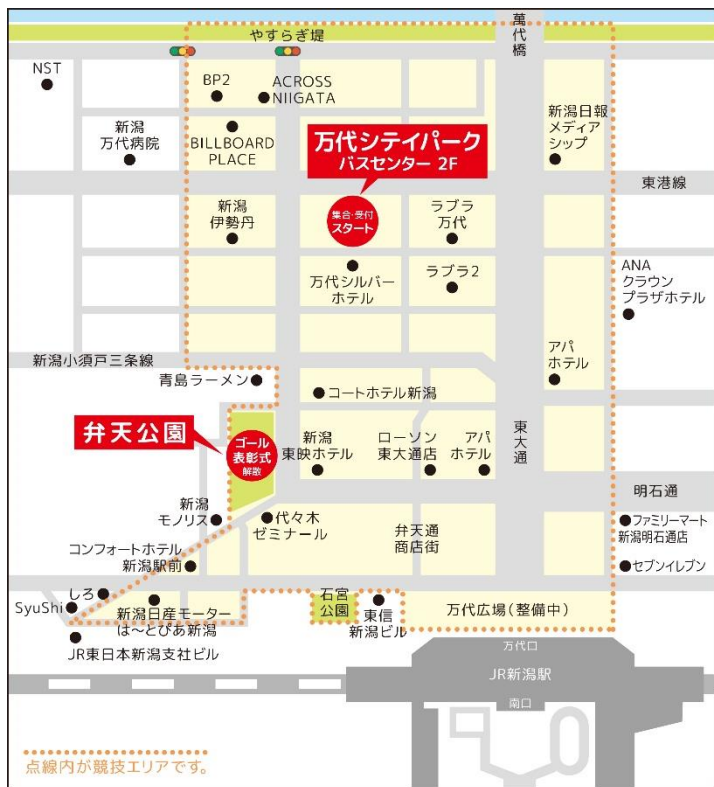 やすらぎ堤
萬代橋
NST
BP2
ACROSS
NIIGATA
新潟
万代病院
BILLBOARD
PLACE
万代シテイパーク
バスセンター 2F
新潟日報
メディア
シップ
東港線
新潟
伊勢丹
集合・受付
スタート
ラブラ
万代
万代シルバー
ホテル
ラブラ2
ANA
クラウン
プラザホテル
新潟小須戸三条線
青島ラーメン
アパ
ホテル
コートホテル新潟
弁天公園
ゴール
表彰式
解散
新潟
東映ホテル
ローソン
東大通店
アパ
ホテル
東大通
明石通
新潟
モノリス
代々木
ゼミナール
弁天通
商店街
ファミリーマート
新潟明石通店
コンフォートホテル
新潟駅前
セブンイレブン
しろ
SyuShi
新潟日産モーター
は〜とぴあ新潟
石宮
公園
東信
新潟ビル
万代広場(整備中)
JR東日本新潟支社ビル
万代口
JR新潟駅
南口
点線内が競技エリアです。